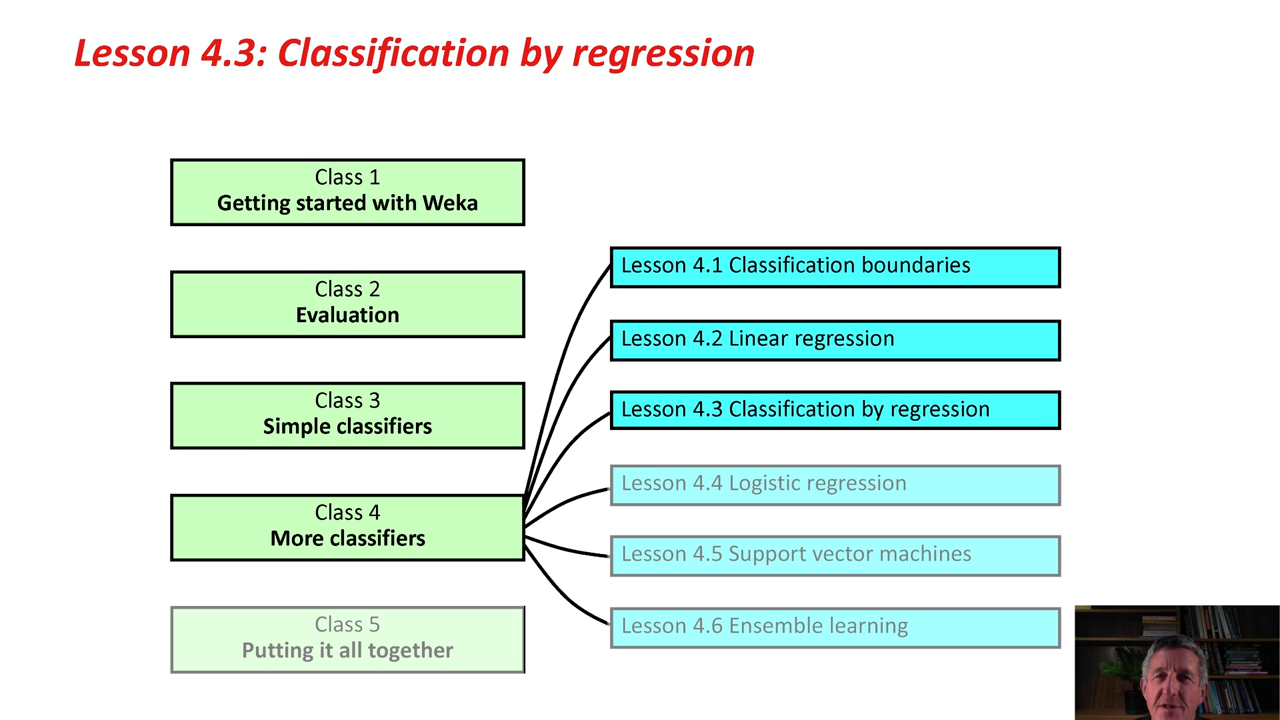 Lesson 4.3: Classification by regression
Class 1
Getting started with Weka
Class 2
Evaluation
Class 3
Simple classifiers
Class 4
More classifiers
Class 5
Putting it all together
Lesson 4.1 Classification boundaries
Lesson 4.2 Linear regression
Lesson 4.3 Classification by regression
Lesson 4.4 Logistic regression
Lesson 4.5 Support vector machines
Lesson 4.6 Ensemble learning